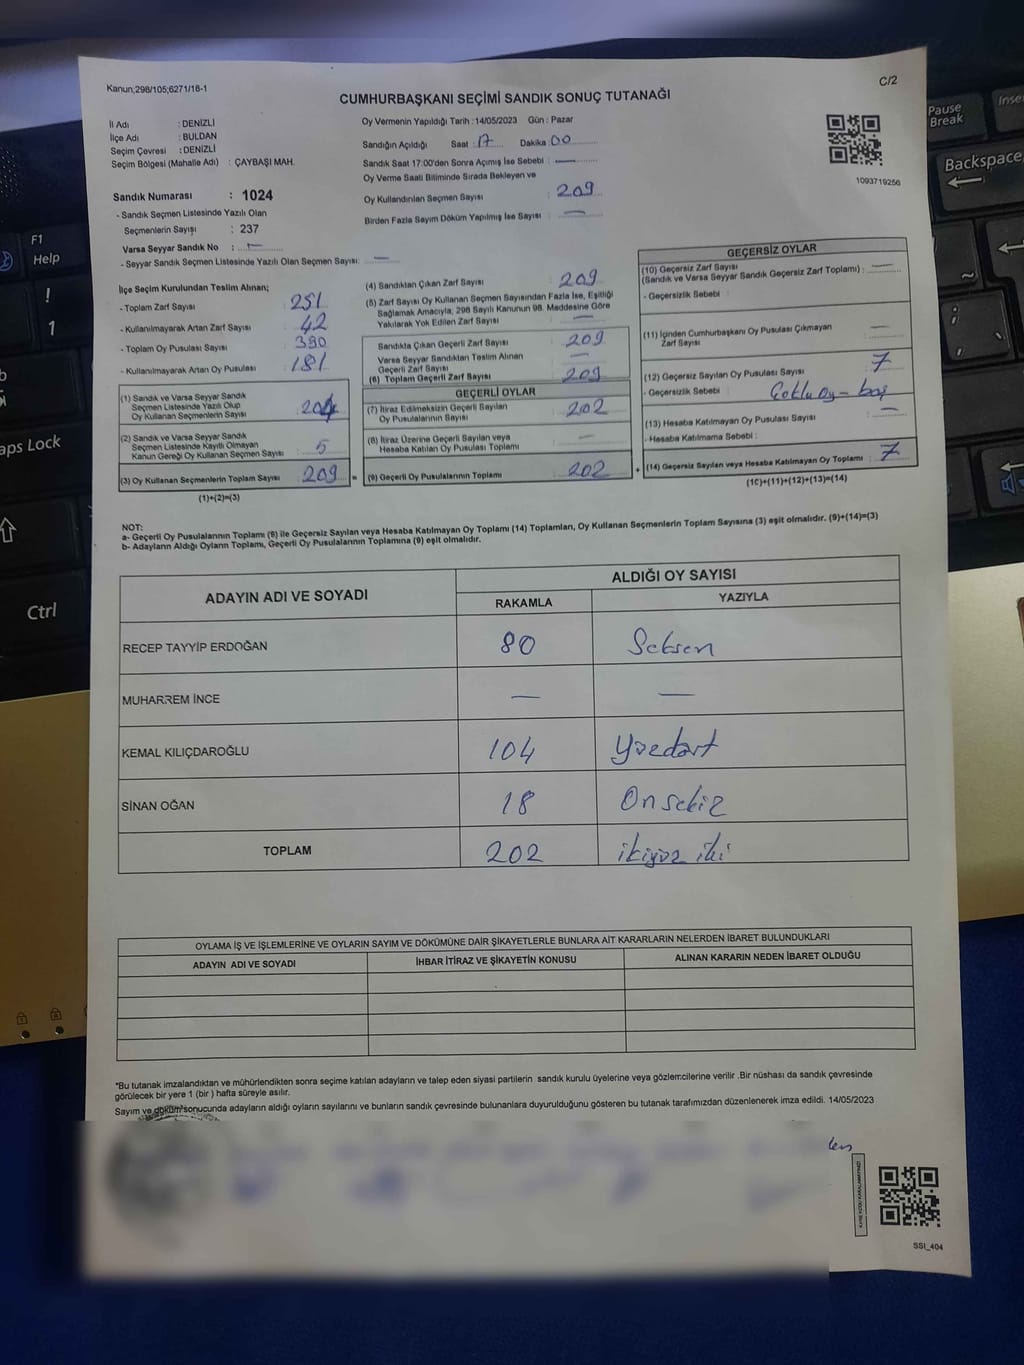 Kanun;298/105;6271/18-1
C/2
CUMHURBAŞKANI SEÇİMİ SANDIK SONUÇ TUTANAĞI
İl Adı : DENİZLİ
İlçe Adı : BULDAN
Seçim Çevresi : DENİZLİ
Seçim Bölgesi (Mahalle Adı) : ÇAYBAŞI MAH.
Sandık Numarası : 1024
- Sandık Seçmen Listesinde Yazılı Olan
Seçmenlerin Sayışı : 237
Varsa Seyyar Sandık No : —
- Seyyar Sandık Seçmen Listesinde Yazılı Olan Seçmen Sayısı: —
Oy Vermenin Yapıldığı Tarih :14/05/2023 Gün : Pazar
Sandığın Açıldığı Saat : 17 Dakika : 00
Sandık Saat 17:00'den Sonra Açımış İse Sebebi : —
Oy Verme Saati Bitiminde Sırada Bekleyen ve
Oy Kullandırılan Seçmen Sayısı : 209
Birden Fazla Sayım Döküm Yapılmış İse Sayısı : —
1093719256
İlçe Seçim Kurulundan Teslim Alınan;
- Toplam Zarf Sayısı : 251
- Kullanılmayarak Artan Zarf Sayısı : 42
- Toplam Oy Pusulası Sayısı : 390
- Kullanılmayarak Artan Oy Pusulası : 181
(1) Sandık ve Varsa Seyyar Sandık
Seçmen Listesinde Yazılı Olup
Oy Kullanan Seçmenlerin Sayısı : 204
(2) Sandık ve Varsa Seyyar Sandık
Seçmen Listesinde Kayıtlı Olmayan
Kanun Gereği Oy Kullanan Seçmen Sayısı : 5
(3) Oy Kullanan Seçmenlerin Toplam Sayısı : 209 =
(1)+(2)=(3)
(4) Sandıktan Çıkan Zarf Sayısı : 209
(5) Zarf Sayısı Oy Kullanan Seçmen Sayısından Fazla İse, Eşitliği
Sağlamak Amacıyla, 298 Sayılı Kanunun 98. Maddesine Göre
Yakılarak Yok Edilen Zarf Sayısı : —
Sandıkta Çıkan Geçerli Zarf Sayısı : 209
Varsa Seyyar Sandıktan Teslim Alınan
Geçerli Zarf Sayısı : —
(6) Toplam Geçerli Zarf Sayısı : 209
GEÇERLİ OYLAR
(7) İtiraz Edilmeksizin Geçerli Sayılan
Oy Pusulalarının Sayısı : 202
(8) İtiraz Üzerine Geçerli Sayılan veya
Hesaba Katılan Oy Pusulası Toplamı : —
(9) Geçerli Oy Pusulalarının Toplamı : 202 +
GEÇERSİZ OYLAR
(10) Geçersiz Zarf Sayısı : —
(Sandık ve Varsa Seyyar Sandık Geçersiz Zarf Toplamı)
- Geçersizlik Sebebi :
(11) İçinden Cumhurbaşkanı Oy Pusulası Çıkmayan
Zarf Sayısı : —
(12) Geçersiz Sayılan Oy Pusulası Sayısı : 7
- Geçersizlik Sebebi : Çoklu oy - boş
(13) Hesaba Katılmayan Oy Pusulası Sayısı : —
- Hesaba Katılmama Sebebi :
(14) Geçersiz Sayılan veya Hesaba Katılmayan Oy Toplamı : 7
(10)+(11)+(12)+(13)=(14)
NOT:
a- Geçerli Oy Pusulalarının Toplamı (9) ile Geçersiz Sayılan veya Hesaba Katılmayan Oy Toplamı (14) Toplamları, Oy Kullanan Seçmenlerin Toplam Sayısına (3) eşit olmalıdır. (9)+(14)=(3)
b- Adayların Aldığı Oyların Toplamı, Geçerli Oy Pusulalarının Toplamına (9) eşit olmalıdır.
ADAYIN ADI VE SOYADI
ALDIĞI OY SAYISI
RAKAMLA YAZIYLA
RECEP TAYYİP ERDOĞAN 80 Seksen
MUHARREM İNCE — —
KEMAL KILIÇDAROĞLU 104 Yüzdört
SİNAN OĞAN 18 Onsekiz
TOPLAM 202 ikiyüz iki
OYLAMA İŞ VE İŞLEMLERİNE VE OYLARIN SAYIM VE DÖKÜMÜNE DAİR ŞİKAYETLERLE BUNLARA AİT KARARLARIN NELERDEN İBARET BULUNDUKLARI
ADAYIN ADI VE SOYADI İHBAR İTİRAZ VE ŞİKAYETİN KONUSU ALINAN KARARIN NEDEN İBARET OLDUĞU
*Bu tutanak imzalandıktan ve mühürlendikten sonra seçime katılan adayların ve talep eden siyasi partilerin sandık kurulu üyelerine veya gözlemcilerine verilir .Bir nüshası da sandık çevresinde
görülecek bir yere 1 (bir ) hafta süreyle asılır.
Sayım ve döküm sonucunda adayların aldığı oyların sayılarını ve bunların sandık çevresinde bulunanlara duyurulduğunu gösteren bu tutanak tarafımızdan düzenlenerek imza edildi. 14/05/2023
SSI_404
F1
Help
!
1
Caps Lock
Ctrl
Pause
Break
Backspace